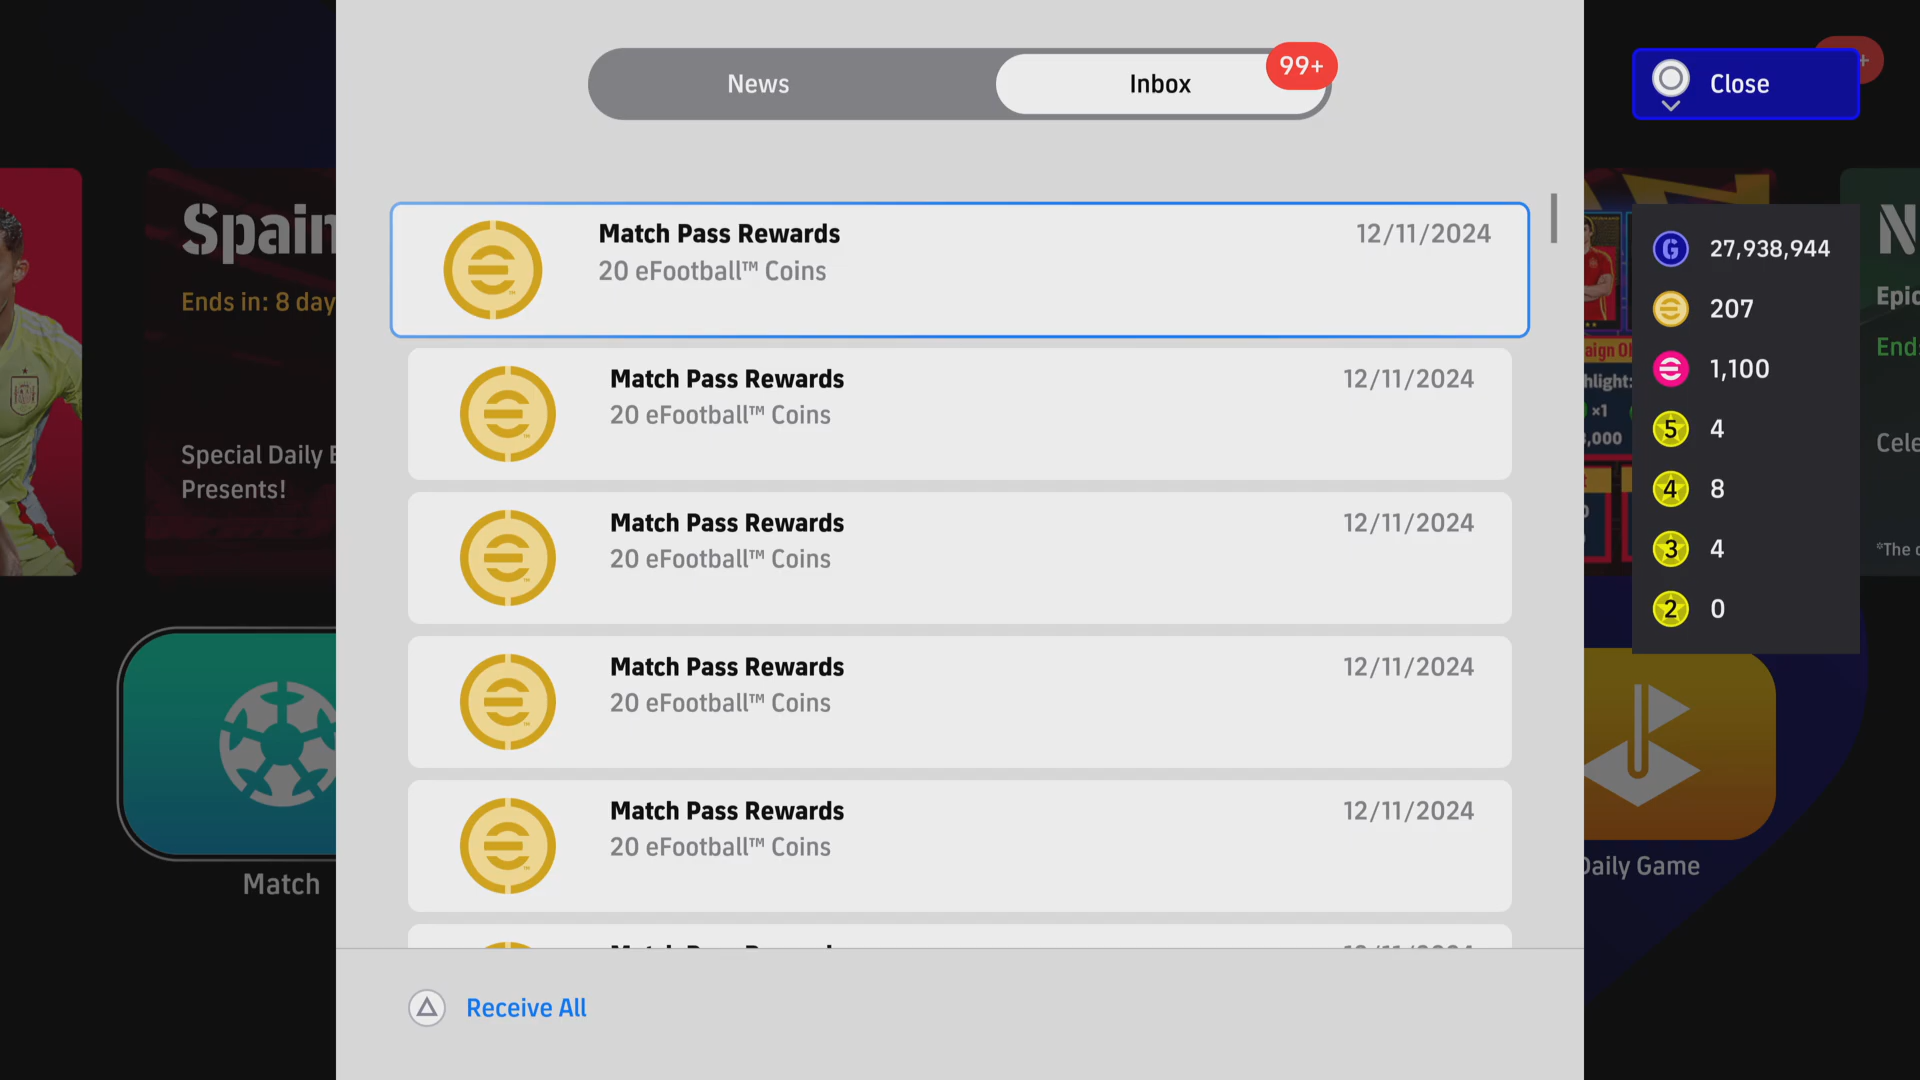 News
Inbox
99+
Close
Match Pass Rewards
12/11/2024
20 eFootball™ Coins
Match Pass Rewards
12/11/2024
20 eFootball™ Coins
Match Pass Rewards
12/11/2024
20 eFootball™ Coins
Match Pass Rewards
12/11/2024
20 eFootball™ Coins
Match Pass Rewards
12/11/2024
20 eFootball™ Coins
Receive All
Spain
Ends in: 8 day
Special Daily
Presents!
Match
G 27,938,944
207
1,100
5 4
4 8
3 4
2 0
×1
,000
N
Epic
Ends
Cele
*The
Daily Game